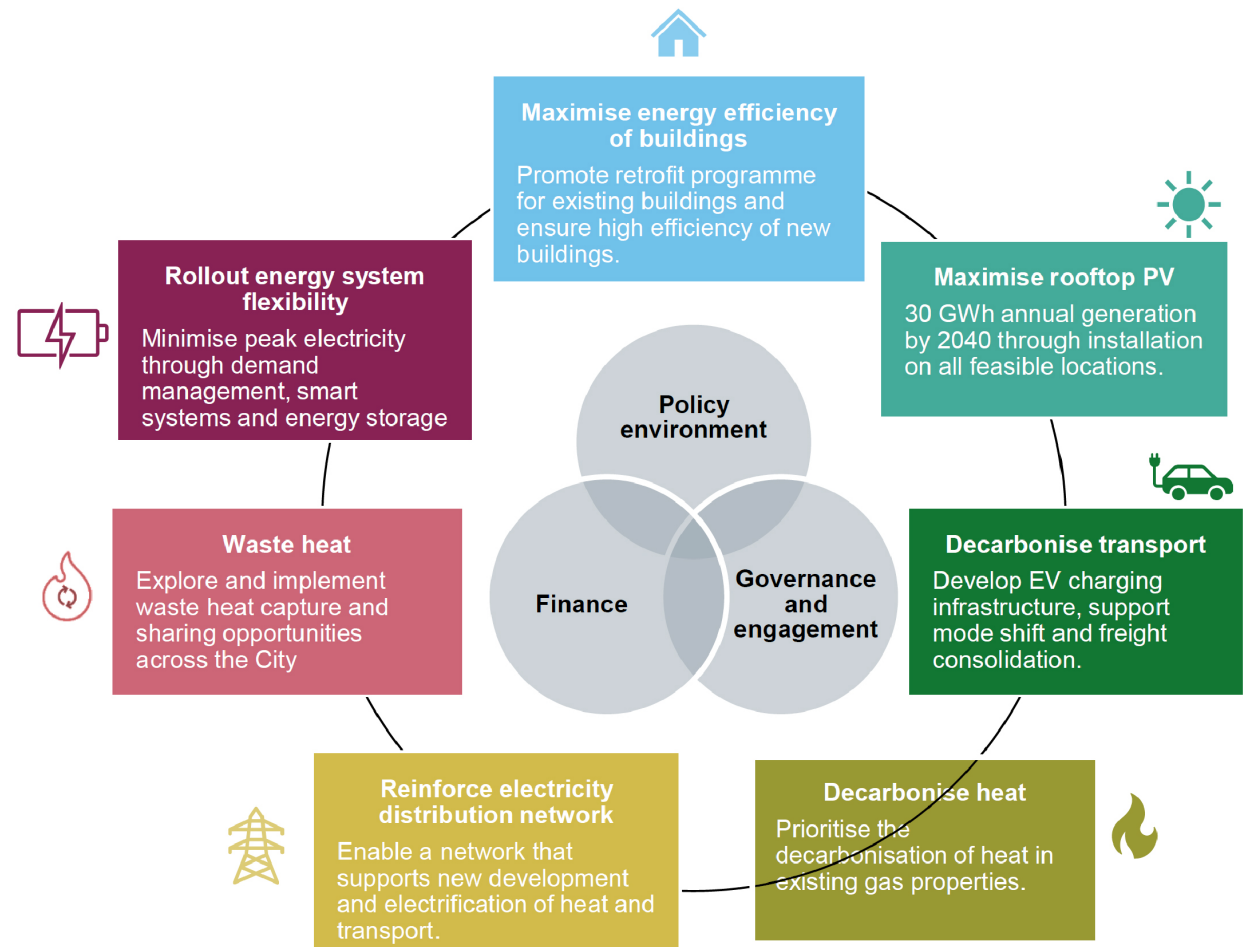 Maximise energy efficiency
of buildings
Promote retrofit programme
for existing buildings and
ensure high efficiency of new
buildings.
Maximise rooftop PV
30 GWh annual generation
by 2040 through installation
on all feasible locations.
Decarbonise transport
Develop EV charging
infrastructure, support
mode shift and freight
consolidation.
Decarbonise heat
Prioritise the
decarbonisation of heat in
existing gas properties.
Reinforce electricity
distribution network
Enable a network that
supports new development
and electrification of heat and
transport.
Waste heat
Explore and implement
waste heat capture and
sharing opportunities
across the City
Rollout energy system
flexibility
Minimise peak electricity
through demand
management, smart
systems and energy storage
Policy
environment
Finance
Governance
and
engagement